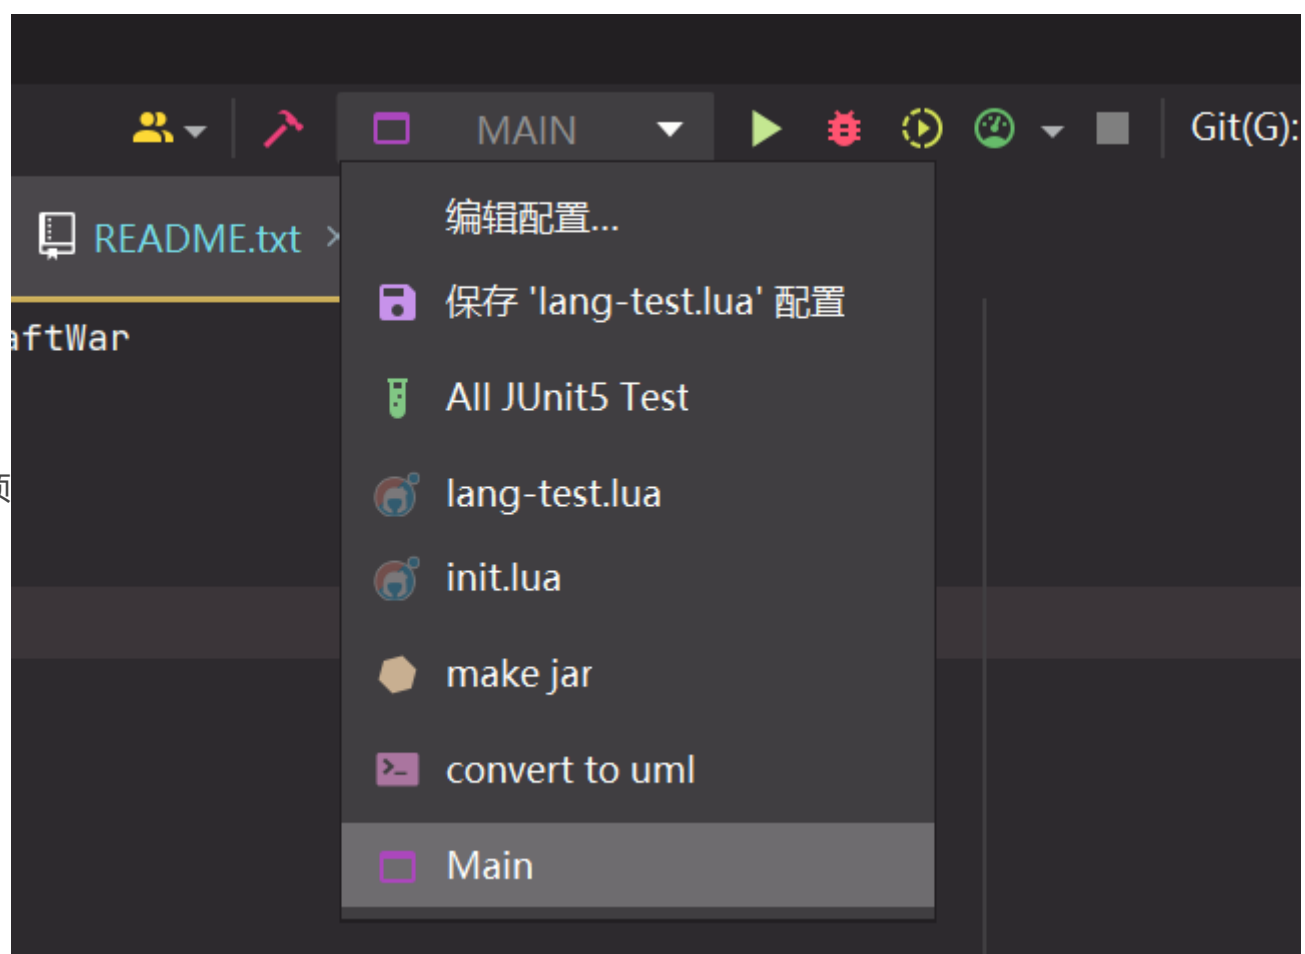 MAIN
Git(G):
编辑配置...
README.txt ×
保存 'lang-test.lua' 配置
aftWar
All JUnit5 Test
lang-test.lua
init.lua
make jar
convert to uml
Main